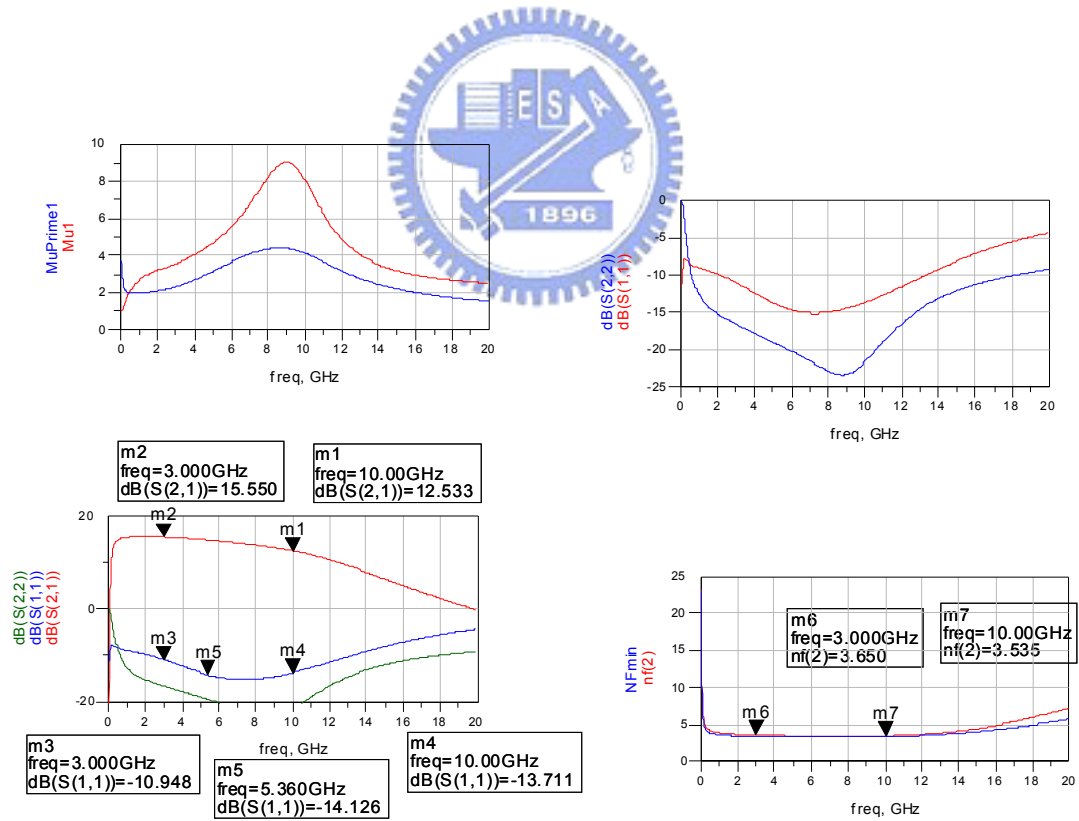 E S A
1896
MuPrime1
Mu1
10
8
6
4
2
0
0 2 4 6 8 10 12 14 16 18 20
freq, GHz
dB(S(2,2))
dB(S(1,1))
0
-5
-10
-15
-20
-25
0 2 4 6 8 10 12 14 16 18 20
freq, GHz
m2
freq=3.000GHz
dB(S(2,1))=15.550
m1
freq=10.00GHz
dB(S(2,1))=12.533
dB(S(2,2))
dB(S(1,1))
dB(S(2,1))
20
0
-20
m2
m1
m3
m5
m4
0 2 4 6 8 10 12 14 16 18 20
freq, GHz
m3
freq=3.000GHz
dB(S(1,1))=-10.948
m5
freq=5.360GHz
dB(S(1,1))=-14.126
m4
freq=10.00GHz
dB(S(1,1))=-13.711
NFmin
nf(2)
25
20
15
10
5
0
m6
freq=3.000GHz
nf(2)=3.650
m7
freq=10.00GHz
nf(2)=3.535
m6
m7
0 2 4 6 8 10 12 14 16 18 20
freq, GHz